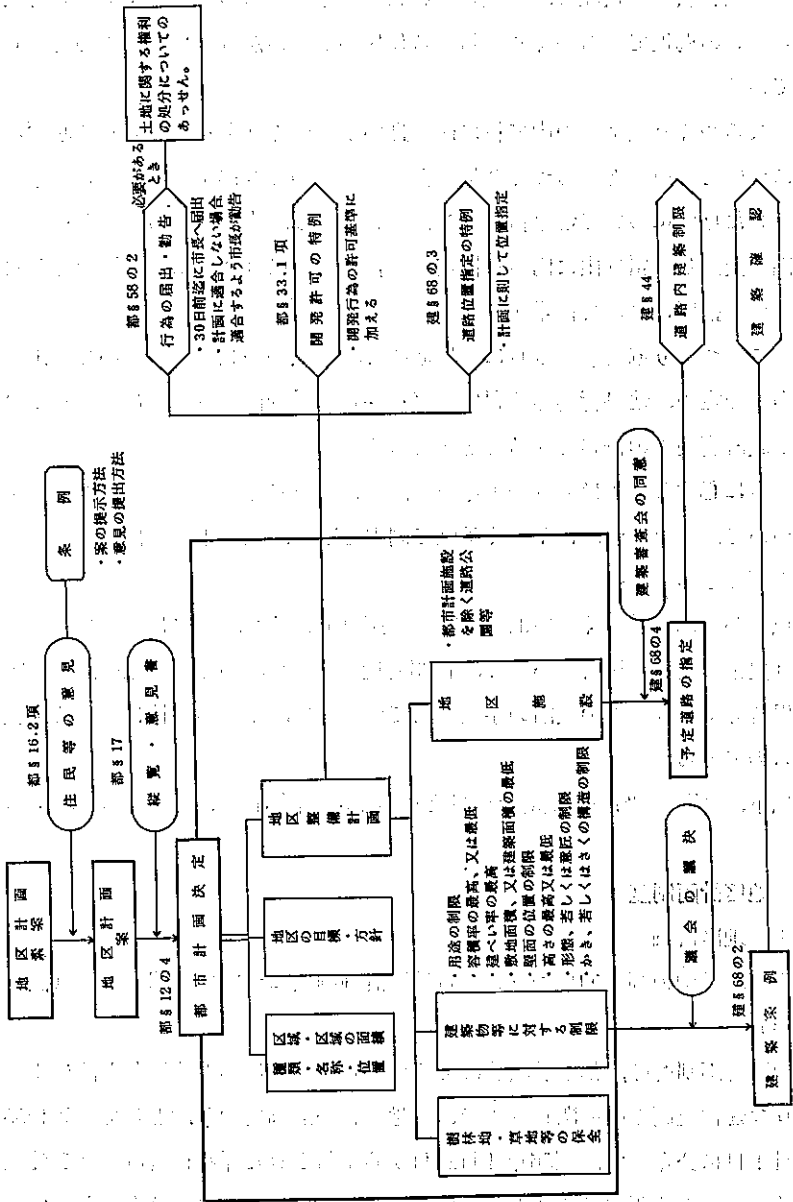 地区計画
素案
都§16.2項
住民等の意見
条例
・案の提示方法
・意見の提出方法
地区計画
案
都§17
縦覧・意見書
都§12の4
都市計画決定
種類・名称・位置
区域・区域の面積
地区の目標・方針
地区整備計画
樹林地・草地等の保全
建築物等に対する制限
・用途の制限
・容積率の最高、又は最低
・建ぺい率の最高
・敷地面積、又は建築面積の最低
・壁面の位置の制限
・高さの最高又は最低
・形態、若しくは意匠の制限
・かき、若しくはさくの構造の制限
地区施設
・都市計画施設
を除く道路公
園等
都§58の2
行為の届出・勧告
・30日前迄に市長へ届出
・計画に適合しない場合
適合するよう市長が勧告
必要がある
とき
土地に関する権利
の処分についての
あっせん。
都§33.1項
開発許可の特例
・開発行為の許可基準に
加える
建§68の3
道路位置指定の特例
・計画に則して位置指定
建築審査会の同意
建§68の4
予定道路の指定
建§44
道路内建築制限
議会の議決
建§68の2
建築条例
建築確認